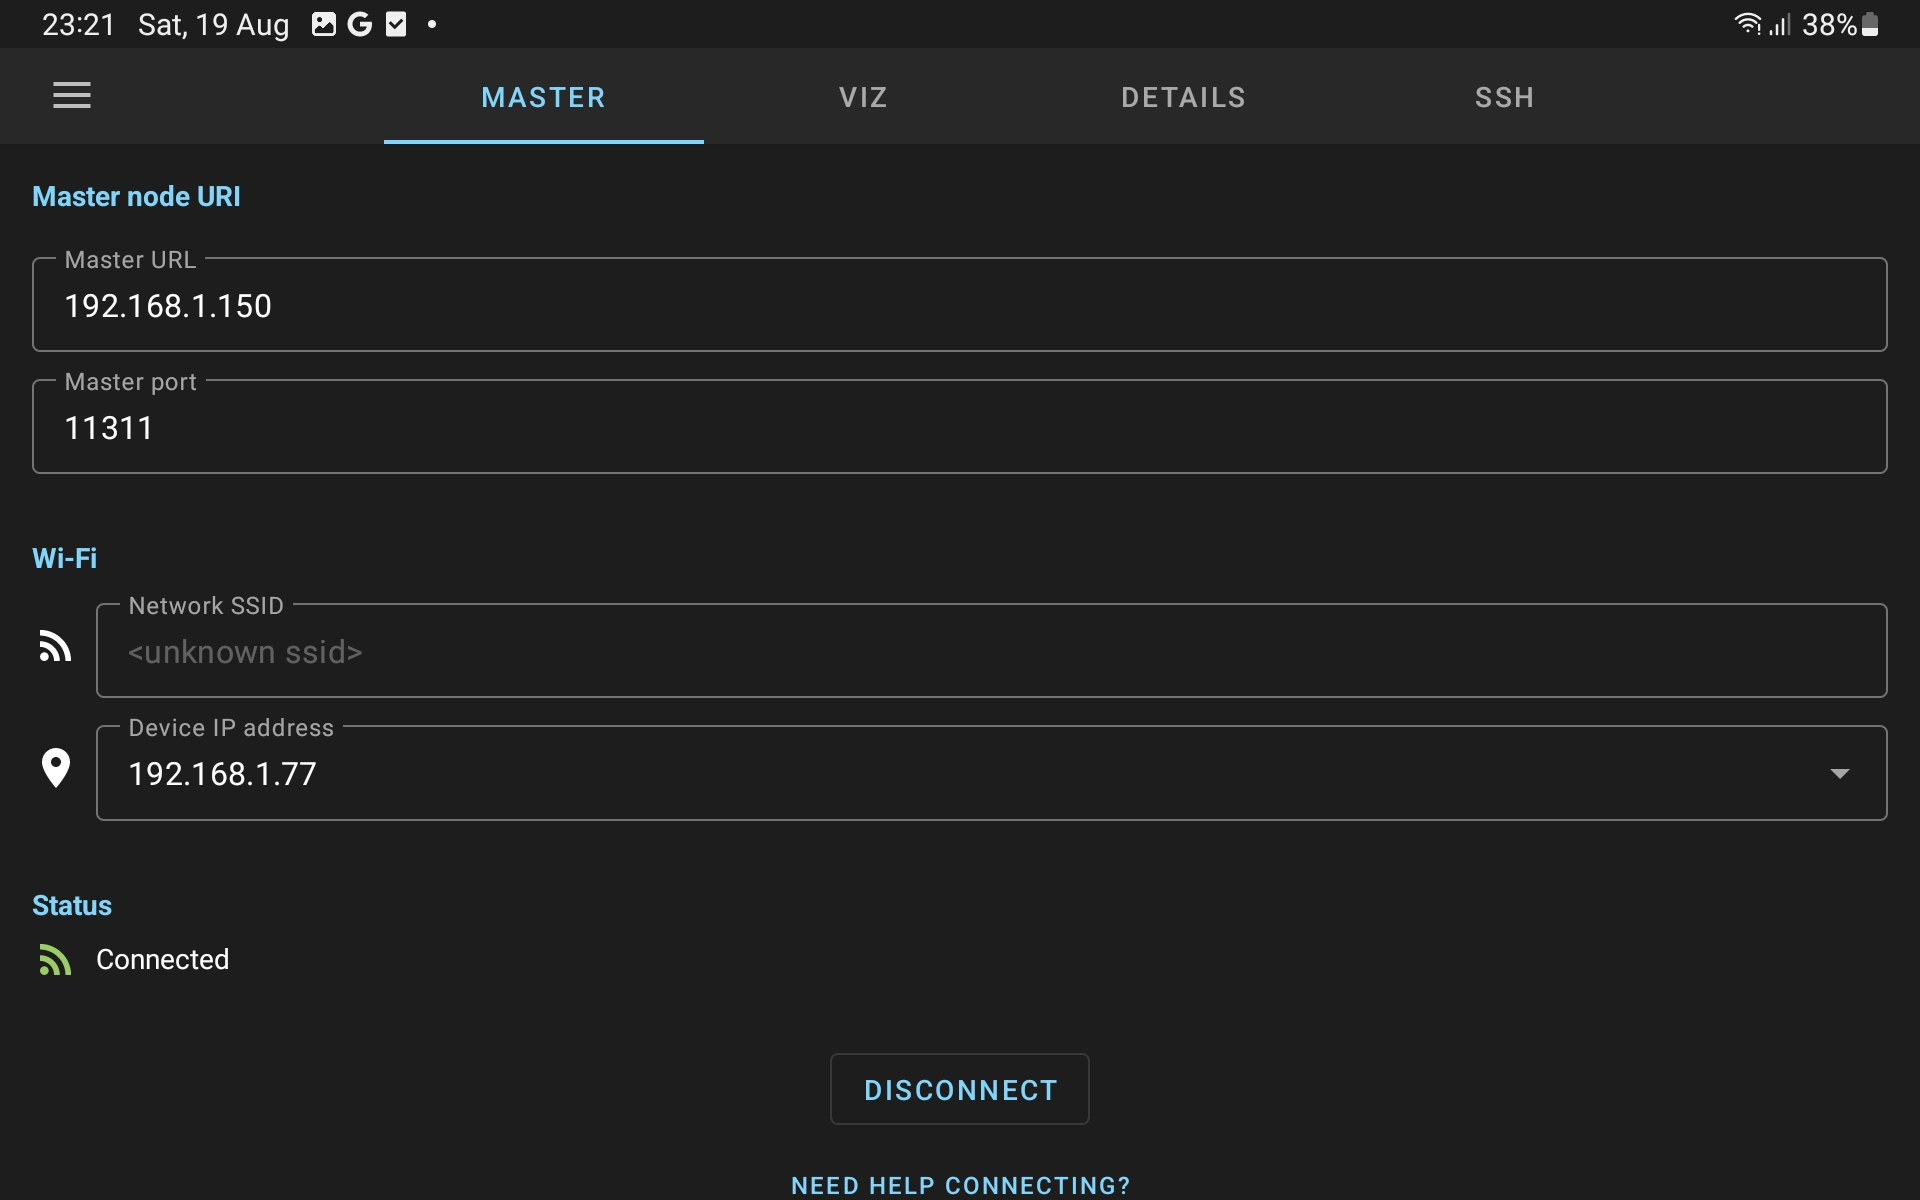 23:21 Sat, 19 Aug G 38%
MASTER VIZ DETAILS SSH
Master node URI
Master URL
192.168.1.150
Master port
11311
Wi-Fi
Network SSID
<unknown ssid>
Device IP address
192.168.1.77
Status
Connected
DISCONNECT
NEED HELP CONNECTING?